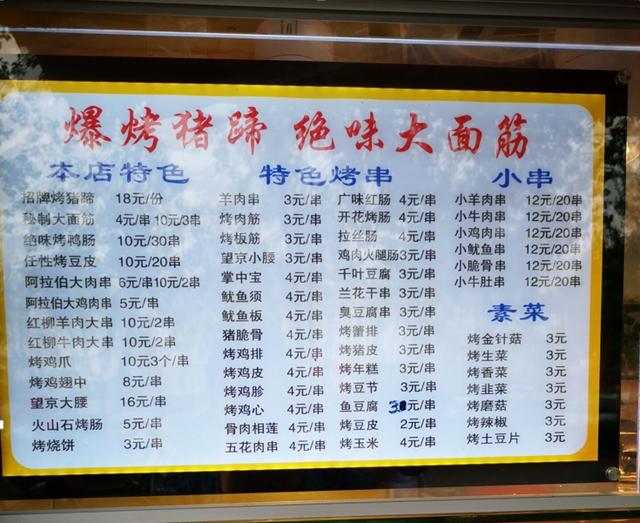 爆烤猪蹄 绝味大面筋
本店特色
招牌烤猪蹄 18元/份
秘制大面筋 4元/串10元/3串
绝味烤鸭肠 10元/30串
任性烤豆皮 10元/20串
阿拉伯大肉串 6元/串10元/2串
阿拉伯大鸡肉串 5元/串
红柳羊肉大串 10元/2串
红柳牛肉大串 10元/2串
烤鸡爪 10元3个/串
烤鸡翅中 8元/串
望京大腰 16元/串
火山石烤肠 5元/串
烤烧饼 3元/串
特色烤串
羊肉串 3元/串
烤肉筋 3元/串
烤板筋 3元/串
望京小腰 3元/串
掌中宝 4元/串
鱿鱼须 4元/串
鱿鱼板 4元/串
猪脆骨 4元/串
烤鸡排 4元/串
烤鸡皮 4元/串
烤鸡胗 4元/串
烤鸡心 4元/串
骨肉相莲 4元/串
五花肉串 4元/串
广味红肠 4元/串
开花烤肠 4元/串
拉丝肠 4元/串
鸡肉火腿肠3元/串
千叶豆腐 3元/串
兰花干串 3元/串
臭豆腐串 3元/串
烤蟹排 3元/串
烤猪皮 3元/串
烤年糕 3元/串
烤豆节 3元/串
鱼豆腐 3元/串
烤豆皮 2元/串
烤玉米 4元/串
小串
小羊肉串 12元/20串
小牛肉串 12元/20串
小鸡肉串 12元/20串
小鱿鱼串 12元/20串
小脆骨串 12元/20串
小牛肚串 12元/20串
素菜
烤金针菇 3元
烤生菜 3元
烤香菜 3元
烤韭菜 3元
烤磨菇 3元
烤辣椒 3元
烤土豆片 3元